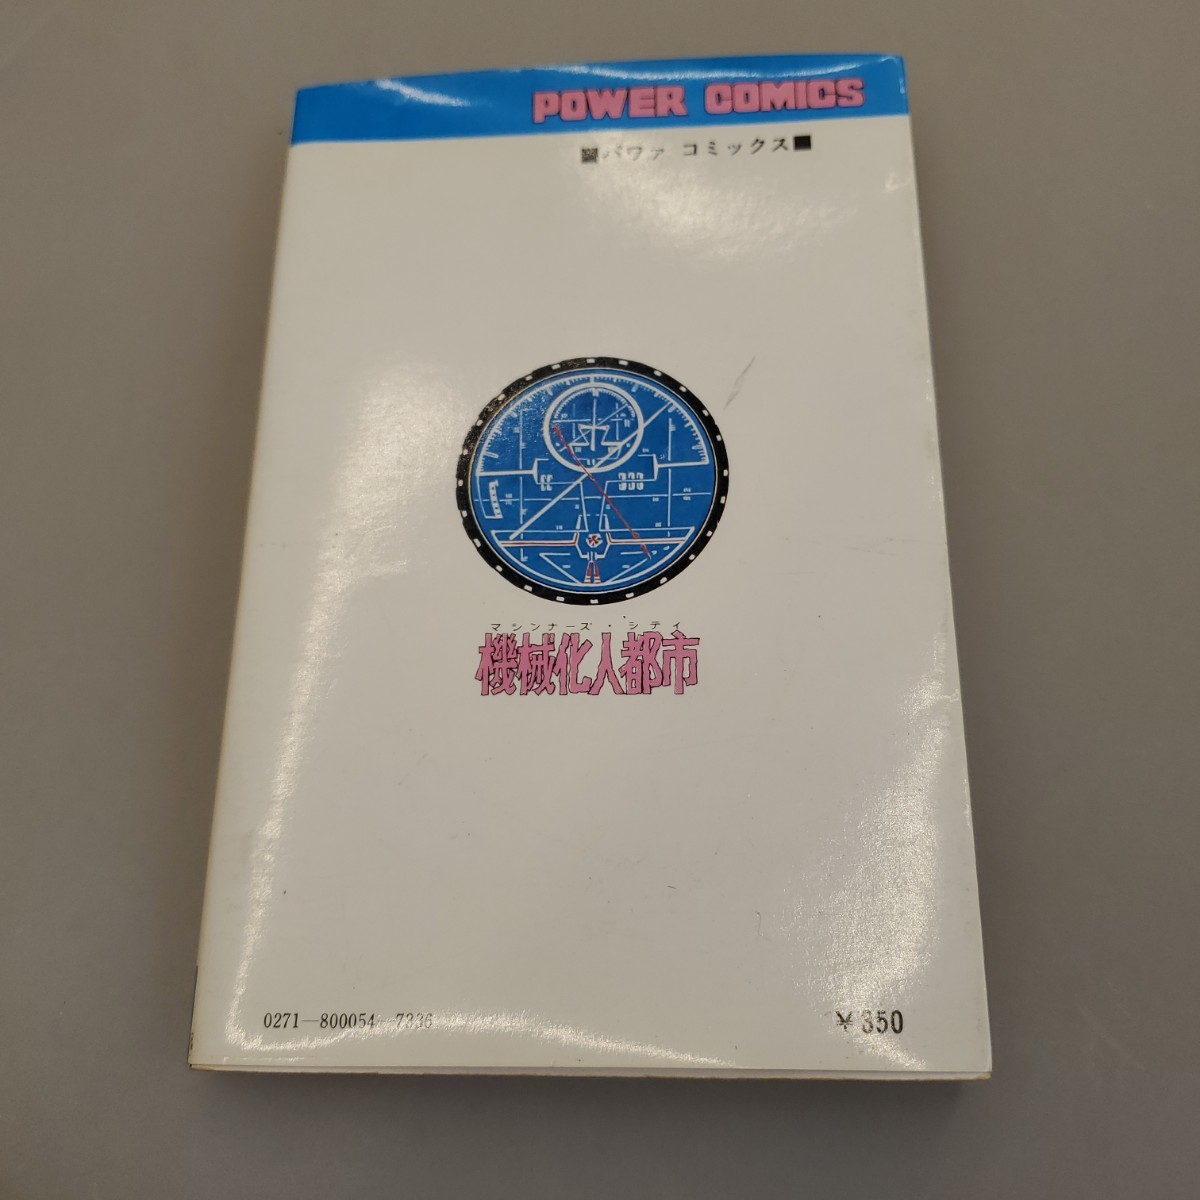 POWER COMICS
■パワァ コミックス■
マシンナーズ・シティ
機械化人都市
0271—800054—7336
¥350